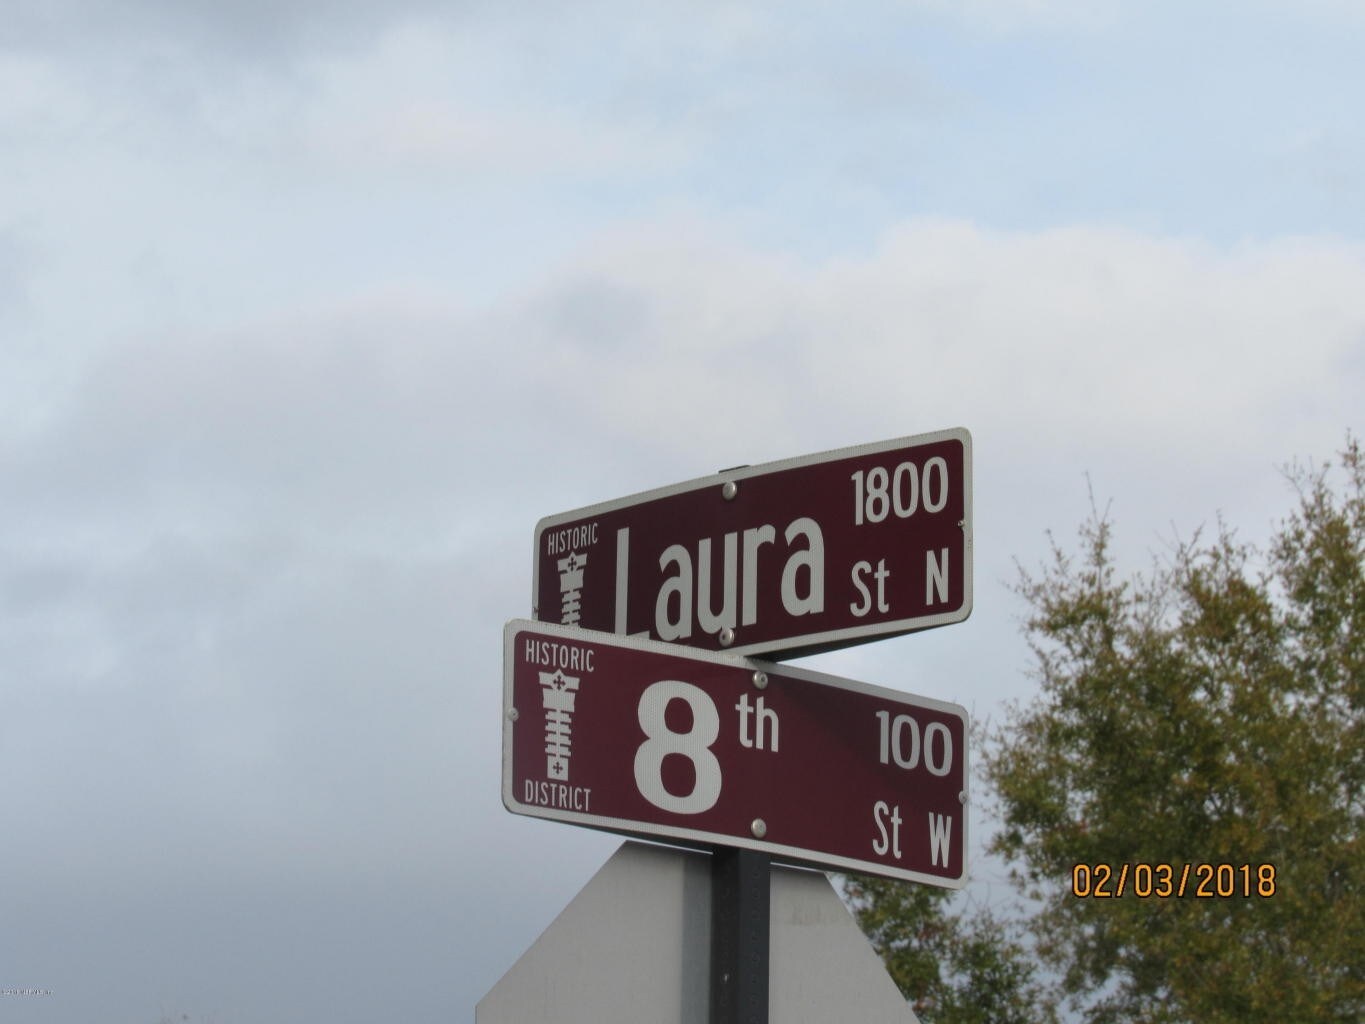 HISTORIC
Laura St N 1800
HISTORIC
DISTRICT
8th St W 100
02/03/2018